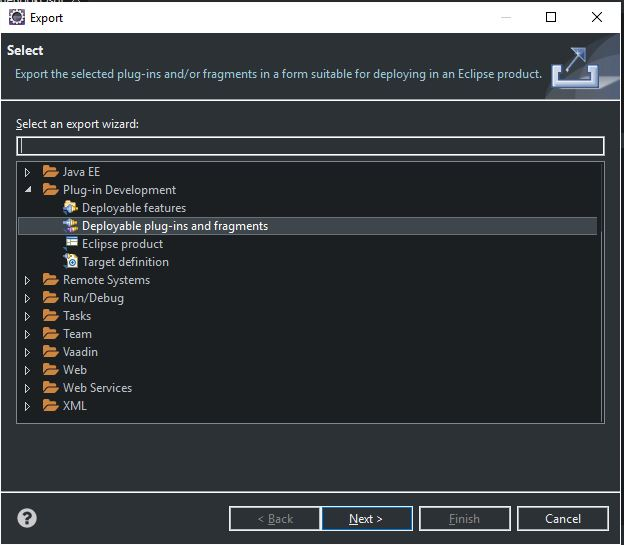 Export
Select
Export the selected plug-ins and/or fragments in a form suitable for deploying in an Eclipse product.
Select an export wizard:
Java EE
Plug-in Development
Deployable features
Deployable plug-ins and fragments
Eclipse product
Target definition
Remote Systems
Run/Debug
Tasks
Team
Vaadin
Web
Web Services
XML
< Back
Next >
Finish
Cancel